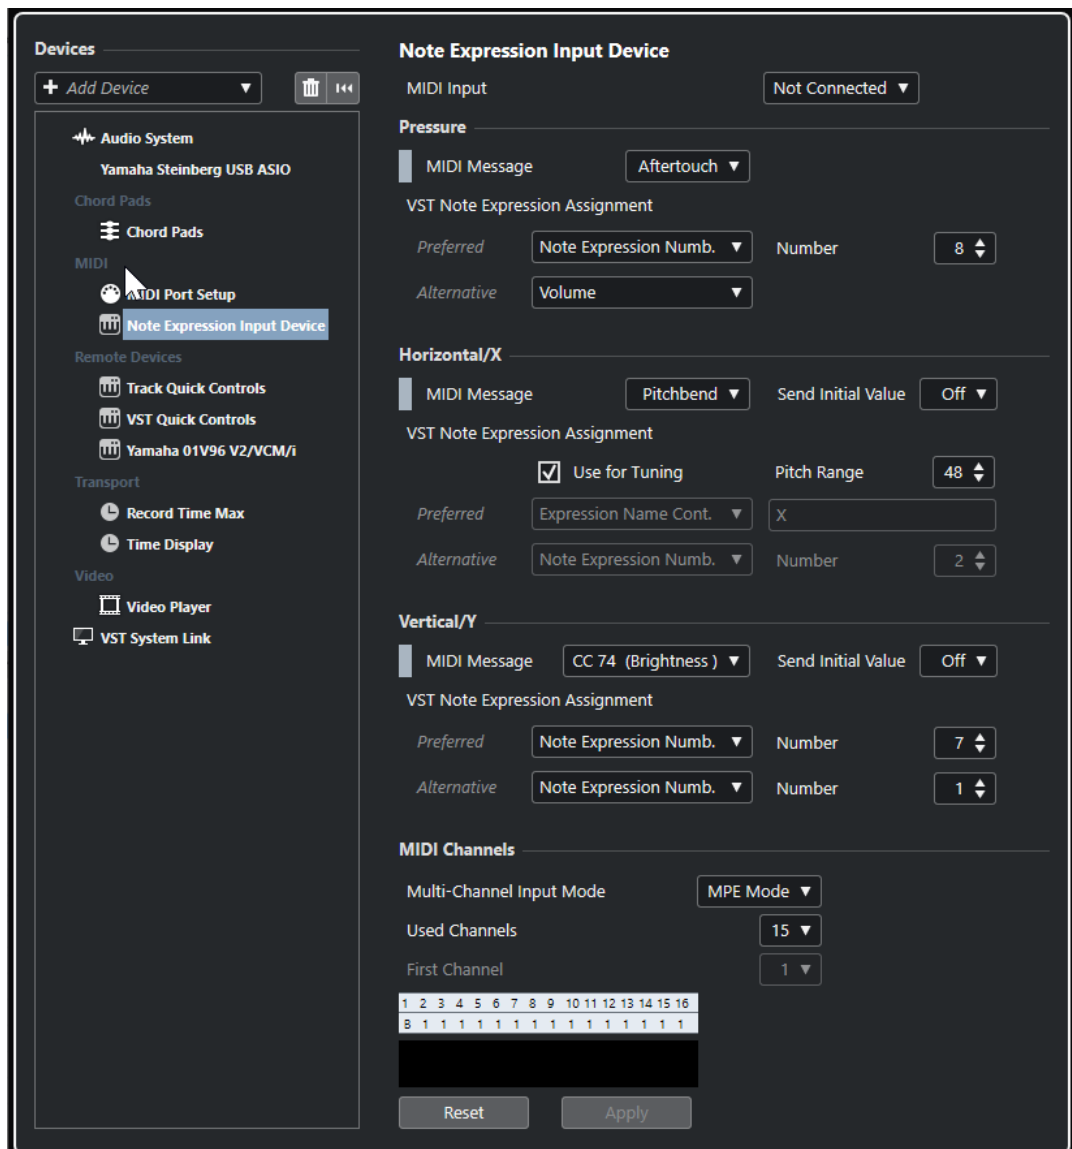 Devices
Add Device
Audio System
Yamaha Steinberg USB ASIO
Chord Pads
Chord Pads
MIDI
MIDI Port Setup
Note Expression Input Device
Remote Devices
Track Quick Controls
VST Quick Controls
Yamaha 01V96 V2/VCM/i
Transport
Record Time Max
Time Display
Video
Video Player
VST System Link
Note Expression Input Device
MIDI Input Not Connected
Pressure
MIDI Message Aftertouch
VST Note Expression Assignment
Preferred Note Expression Numb. Number 8
Alternative Volume
Horizontal/X
MIDI Message Pitchbend Send Initial Value Off
VST Note Expression Assignment
Use for Tuning Pitch Range 48
Preferred Expression Name Cont. X
Alternative Note Expression Numb. Number 2
Vertical/Y
MIDI Message CC 74 (Brightness ) Send Initial Value Off
VST Note Expression Assignment
Preferred Note Expression Numb. Number 7
Alternative Note Expression Numb. Number 1
MIDI Channels
Multi-Channel Input Mode MPE Mode
Used Channels 15
First Channel 1
1 2 3 4 5 6 7 8 9 10 11 12 13 14 15 16
B 1 1 1 1 1 1 1 1 1 1 1 1 1 1 1
Reset Apply